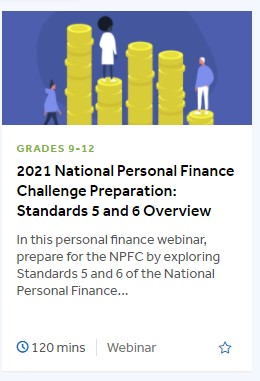 GRADES 9-12
2021 National Personal Finance
Challenge Preparation:
Standards 5 and 6 Overview
In this personal finance webinar,
prepare for the NPFC by exploring
Standards 5 and 6 of the National
Personal Finance...
120 mins Webinar